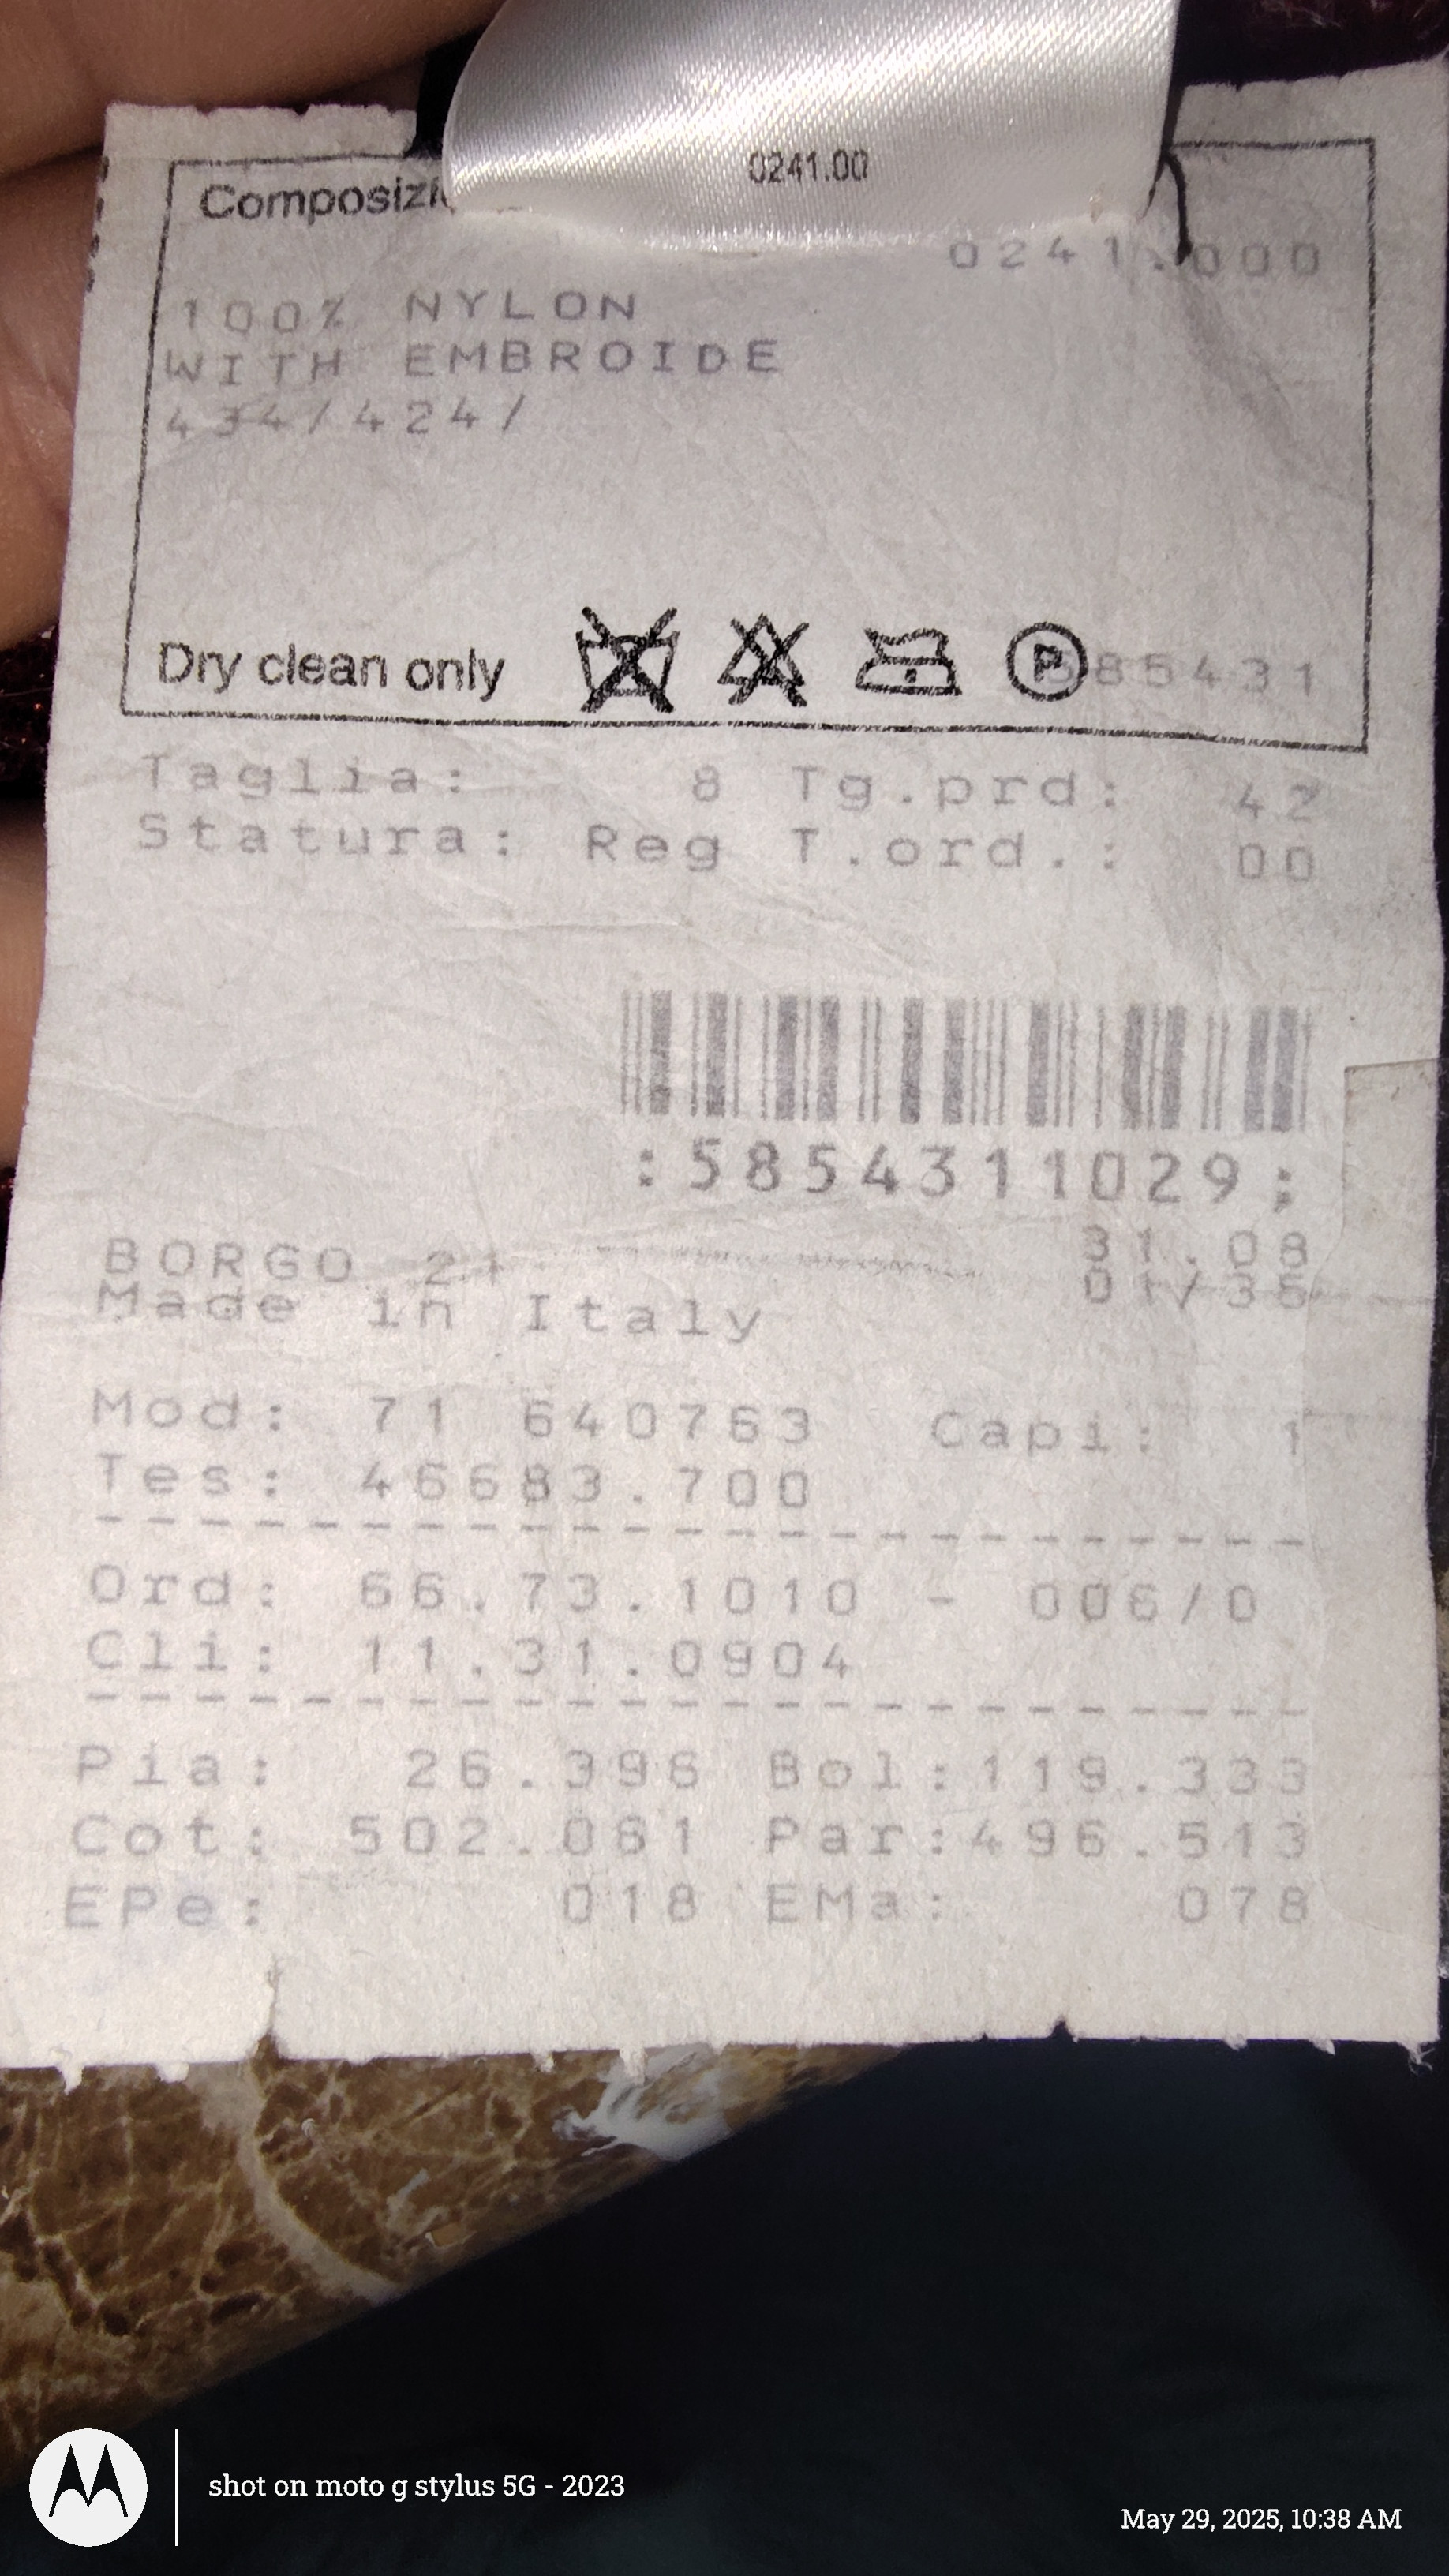 0241.00
0241.000
100% NYLON
WITH EMBROIDE
434/424/
Dry clean only P 585431
Taglia: 8 Tg.prd: 42
Statura: Reg T.ord.: 00
:5854311029;
BORGO 21 31.08
Made in Italy 01/36
Mod: 71 640763 Capi: 1
Tes: 46683.700
Ord: 66.73.1010 - 006/0
Cli: 11.31.0904
Pia: 26.396 Bol:119.333
Cot: 502.061 Par:496.513
EPe: 018 EMa: 078
shot on moto g stylus 5G - 2023
May 29, 2025, 10:38 AM